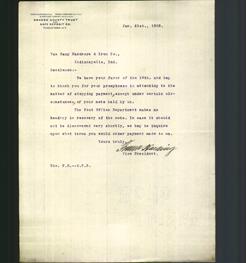 Jan. 21st., 1908.
Van Camp Hardware & Iron Co.,
Indianapolis, Ind.
Gentlemen:-
We have your favor of the 19th, and beg
to thank you for your promptness in attending to the
matter of stopping payment, except under certain cir-
cumstances, of your note held by us.
The Post Office Department makes no
headway in recovery of the note. In case it should
not be discovered very shortly, we beg to inquire
upon what terms you would order payment made to us.
Yours truly,
Vice President.